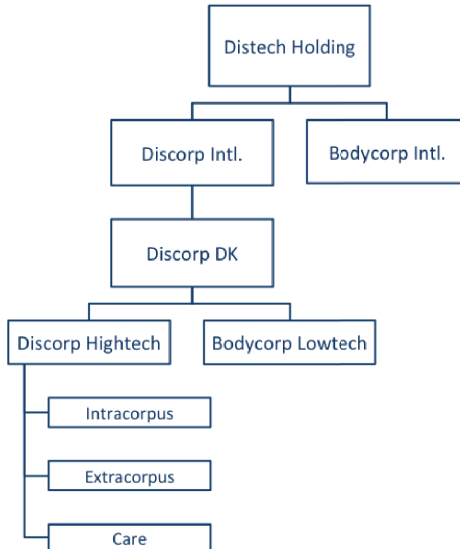 Distech Holding
Discorp Intl.
Bodycorp Intl.
Discorp DK
Discorp Hightech
Bodycorp Lowtech
Intracorpus
Extracorpus
Care